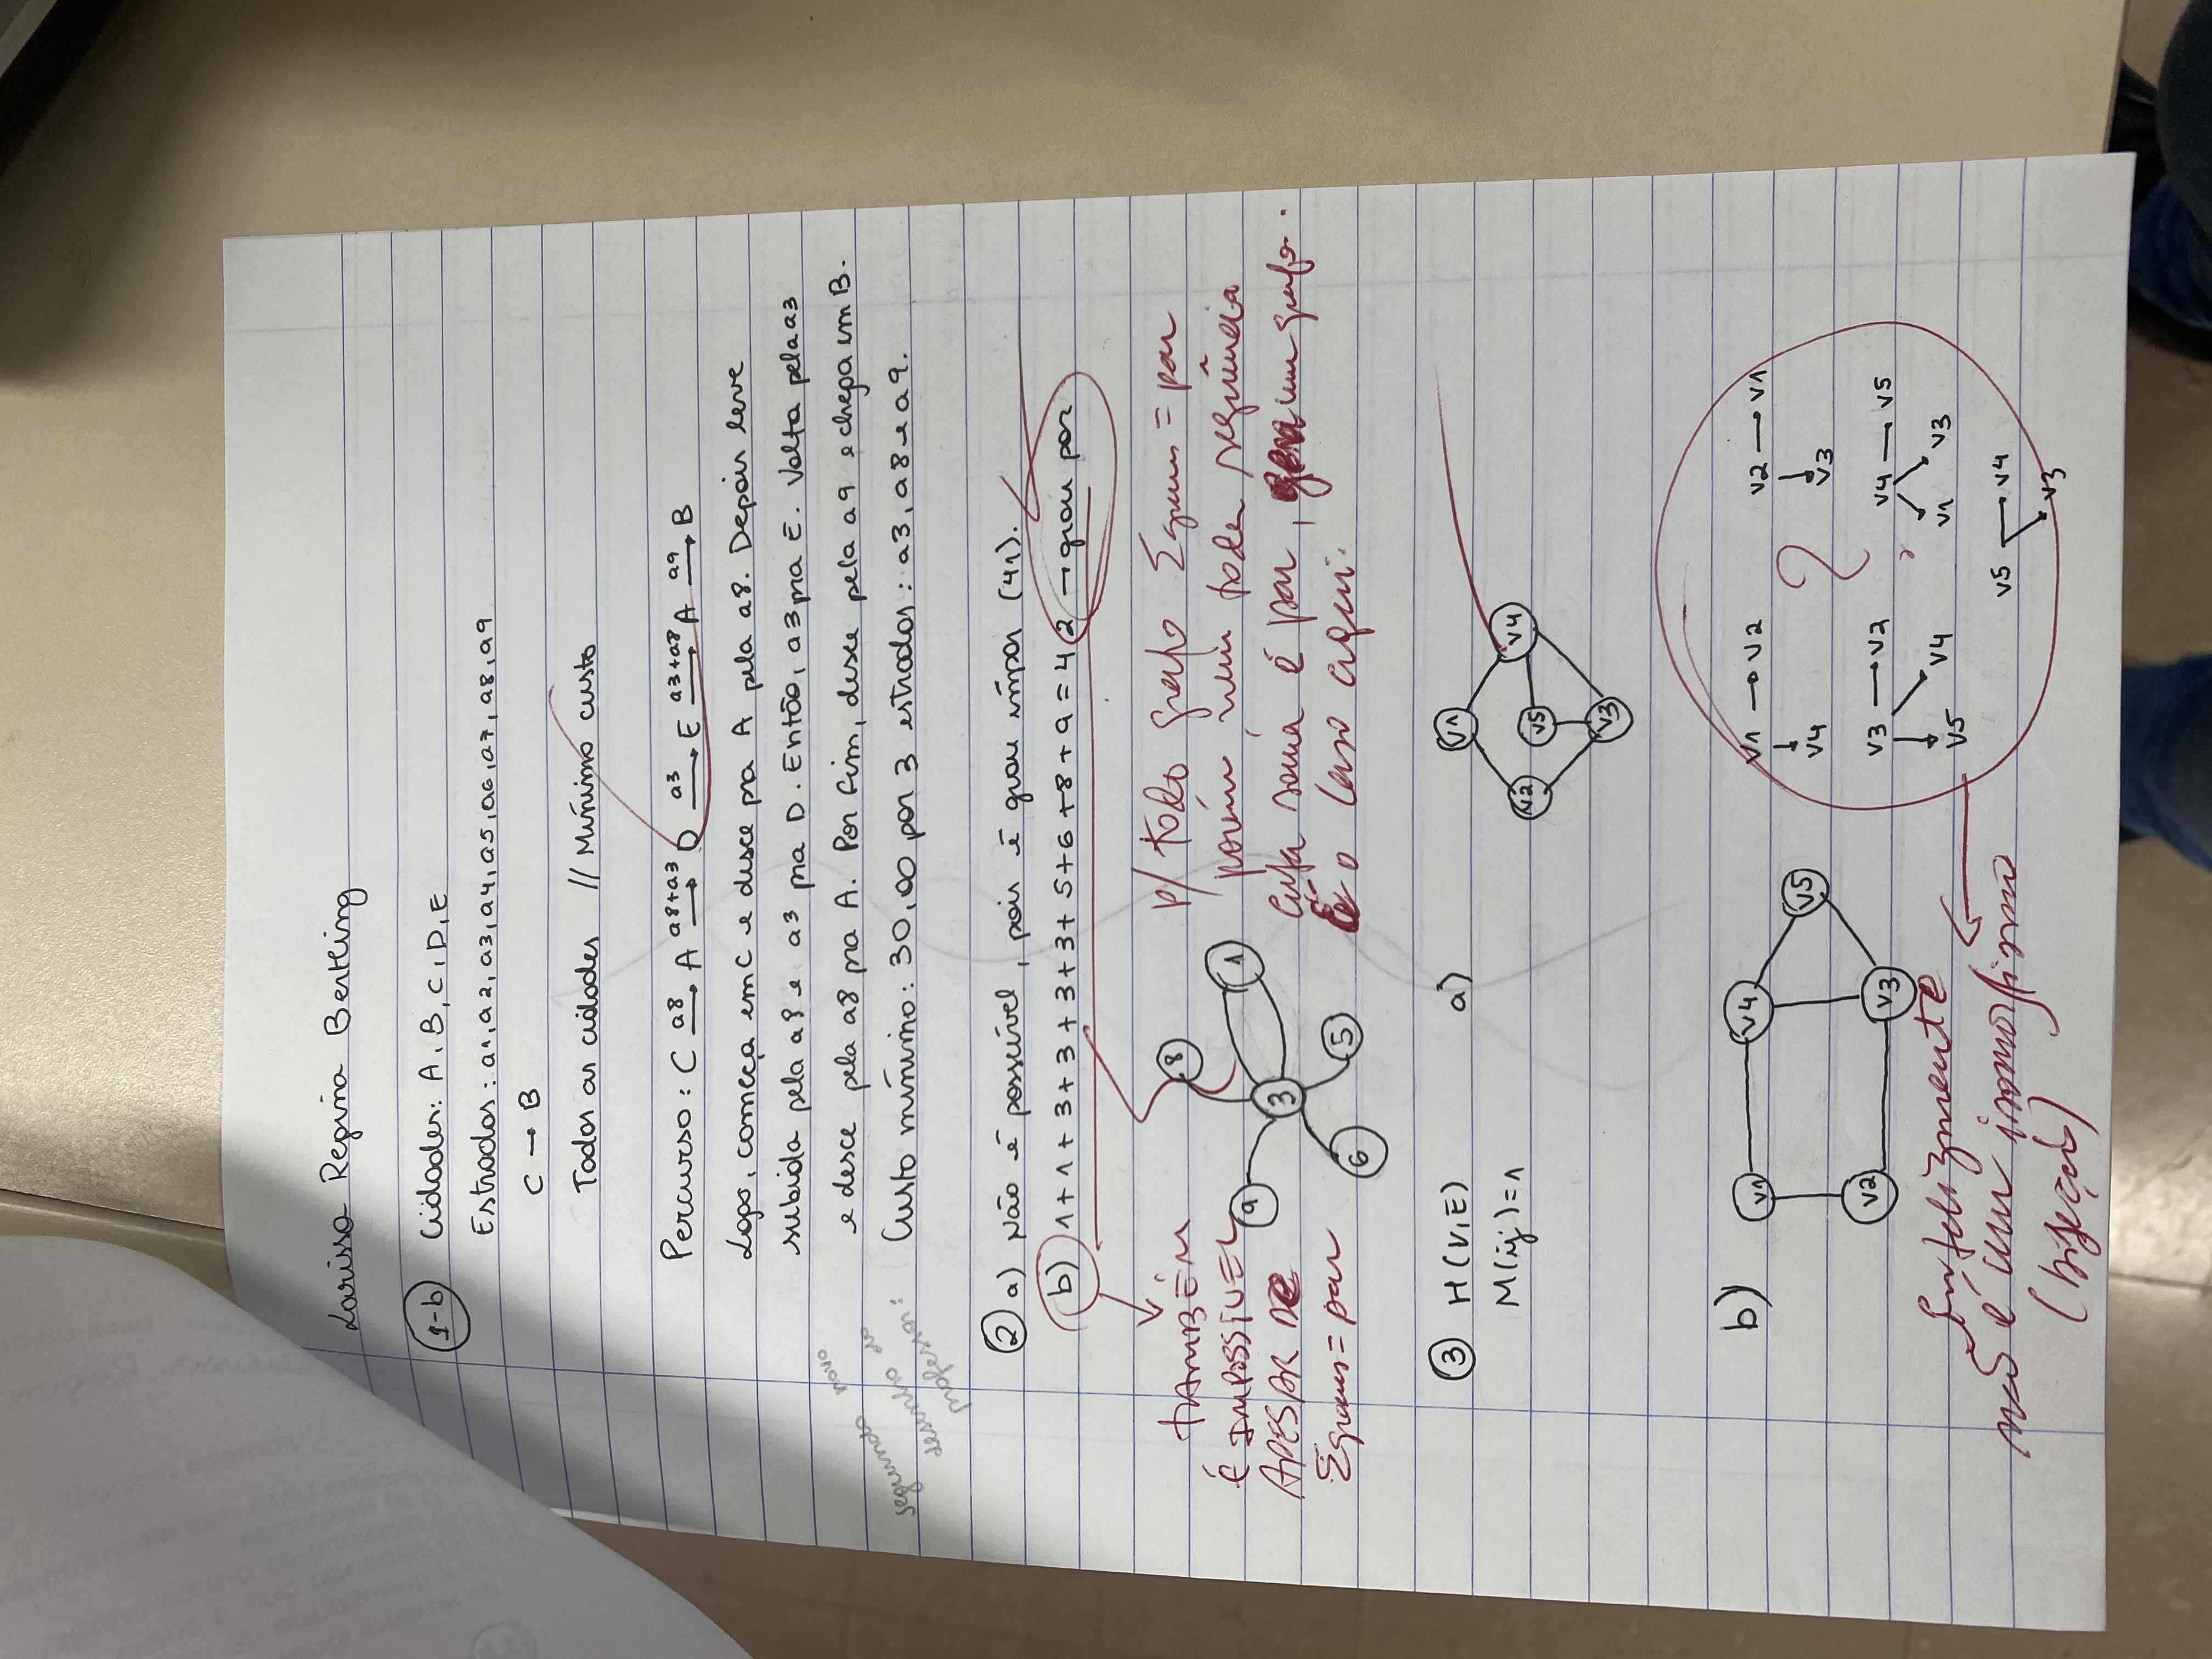 Larissa Regina Bertling
1-b Cidades: A, B, C, D, E
Estradas: a1, a2, a3, a4, a5, a6, a7, a8, a9
C → B
Todas as cidades // Mínimo custo
Percurso: C a8→ A a8+a3→ D a3→ E a3+a8→ A a9→ B
Logo, começa em C e desce pra A pela a8. Depois leve
subida pela a8 e a3 pra D. Então, a3 pra E. Volta pela a3
e desce pela a8 pra A. Por fim, desce pela a9 e chega em B.
Custo mínimo: 30,00 por 3 estradas: a3, a8 e a9.
segundo novo
desenho do
professor:
2 a) Não é possível, pois é grau ímpar (41).
b) 1+1+3+3+3+3+5+6+8+9=42 → grau par
TAMBÉM
É IMPOSSÍVEL
APESAR DE
Σgraus = par
8
1
9
3
6
5
p/ todo grafo Σgraus = par
porém, nem toda sequência
cuja soma é par, gera um grafo.
É o caso aqui.
3 H(V,E) a)
M(ij)=1
v1
v4
v2
v5
v3
b)
v1
v4
v5
v2
v3
v1 → v2
v4
v2 → v1
v3
?
v3 → v2
v5
v4
v4 → v5
v1
v3
v5 → v4
v3
Infelizmente
não é um isomorfismo
(bijeção)